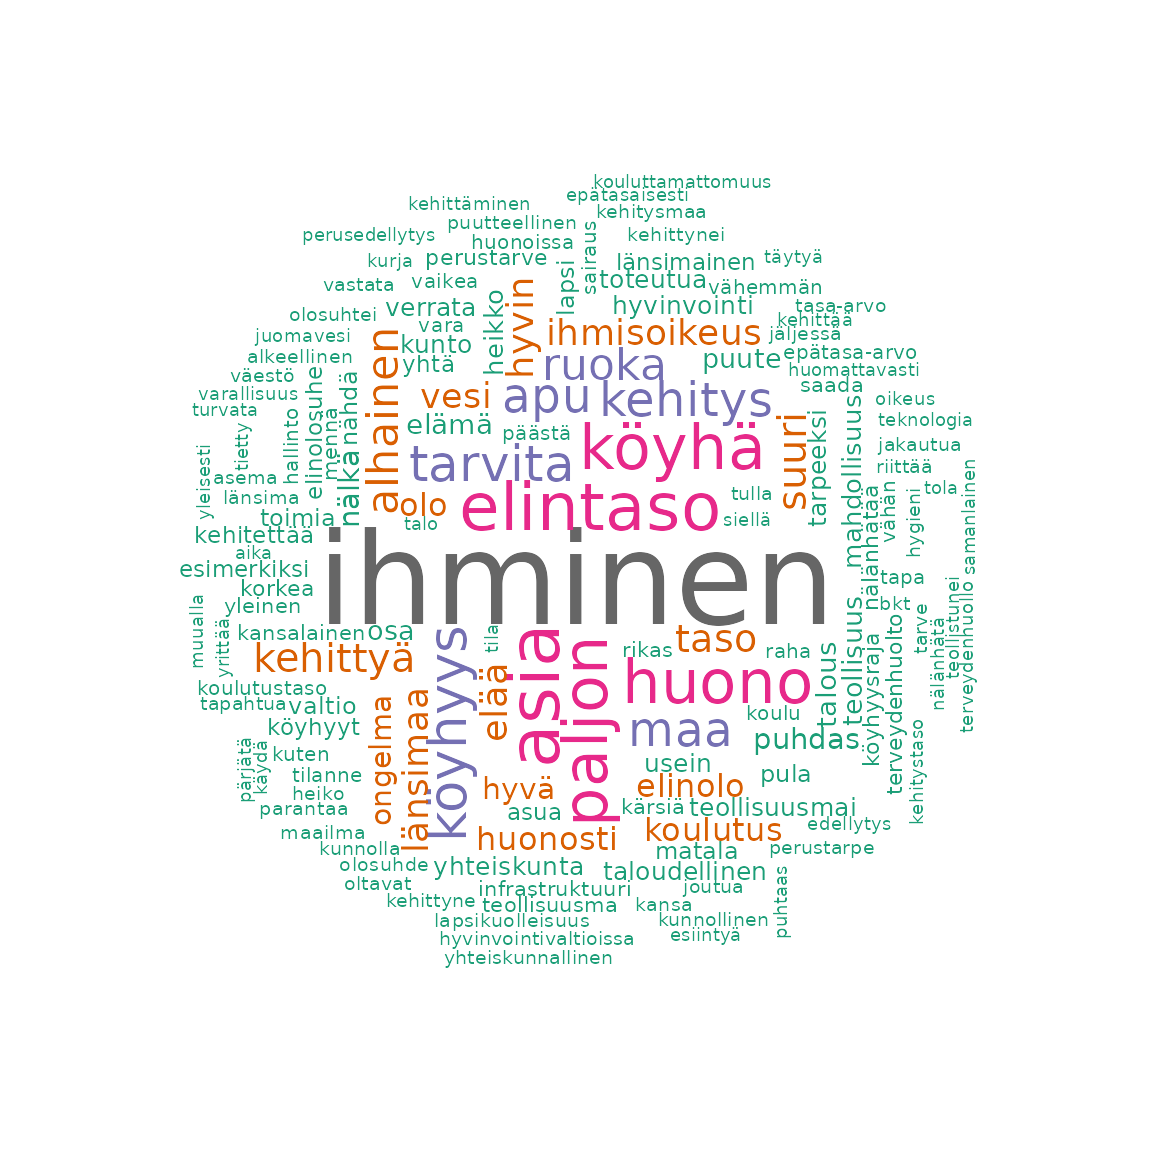 kouluttamattomuus
epätasaisesti
kehittäminen
kehitysmaa
puutteellinen
perusedellytys
huonoissa
sairaus
kehittynei
kurja
perustarve
lapsi
länsimainen
täytyä
vastata
vaikea
toteutua
vähemmän
olosuhtei
verrata
heikko
hyvin
hyvinvointi
tasa-arvo
kehittää
juomavesi
vara
ihmisoikeus
jäljessä
alkeellinen
kunto
yhtä
ruoka
puute
epätasa-arvo
huomattavasti
väestö
elinolosuhe
nähdä
alhainen
vesi
apu
kehitys
saada
varallisuus
oikeus
turvata
hallinto
menna
elämä
päästä
köyhä
suuri
tarpeeksi
mahdollisuus
teknologia
tietty
yleisesti
nälkä
tarvita
jakautua
asema
riittää
länsima
olo
elintaso
tulla
tola
samanlainen
toimia
talo
siellä
vähän
hygieni
kehitettää
aika
ihminen
nälänhätää
esimerkiksi
korkea
tapa
yleinen
bkt
teollistunei
terveydenhuollo
muualla
yrittää
kansalainen
osa
tila
rikas
taso
raha
talous
teollisuus
köyhyysraja
terveydenhuolto
tarve
nälänhätä
kehittyä
köyhyys
elää
asia
paljon
huono
koulutustaso
tapahtua
valtio
ongelma
länsimaa
maa
koulu
köyhyyt
puhdas
kehitystaso
pärjätä
käydä
kuten
tilanne
usein
pula
heiko
hyvä
elinolo
parantaa
asua
kärsiä
teollisuusmai
maailma
huonosti
koulutus
edellytys
kunnolla
matala
perustarpe
olosuhde
yhteiskunta
taloudellinen
oltavat
infrastruktuuri
joutua
puhtaas
kehittyne
teollisuusma
kansa
lapsikuolleisuus
kunnollinen
hyvinvointivaltioissa
esiintyä
yhteiskunnallinen